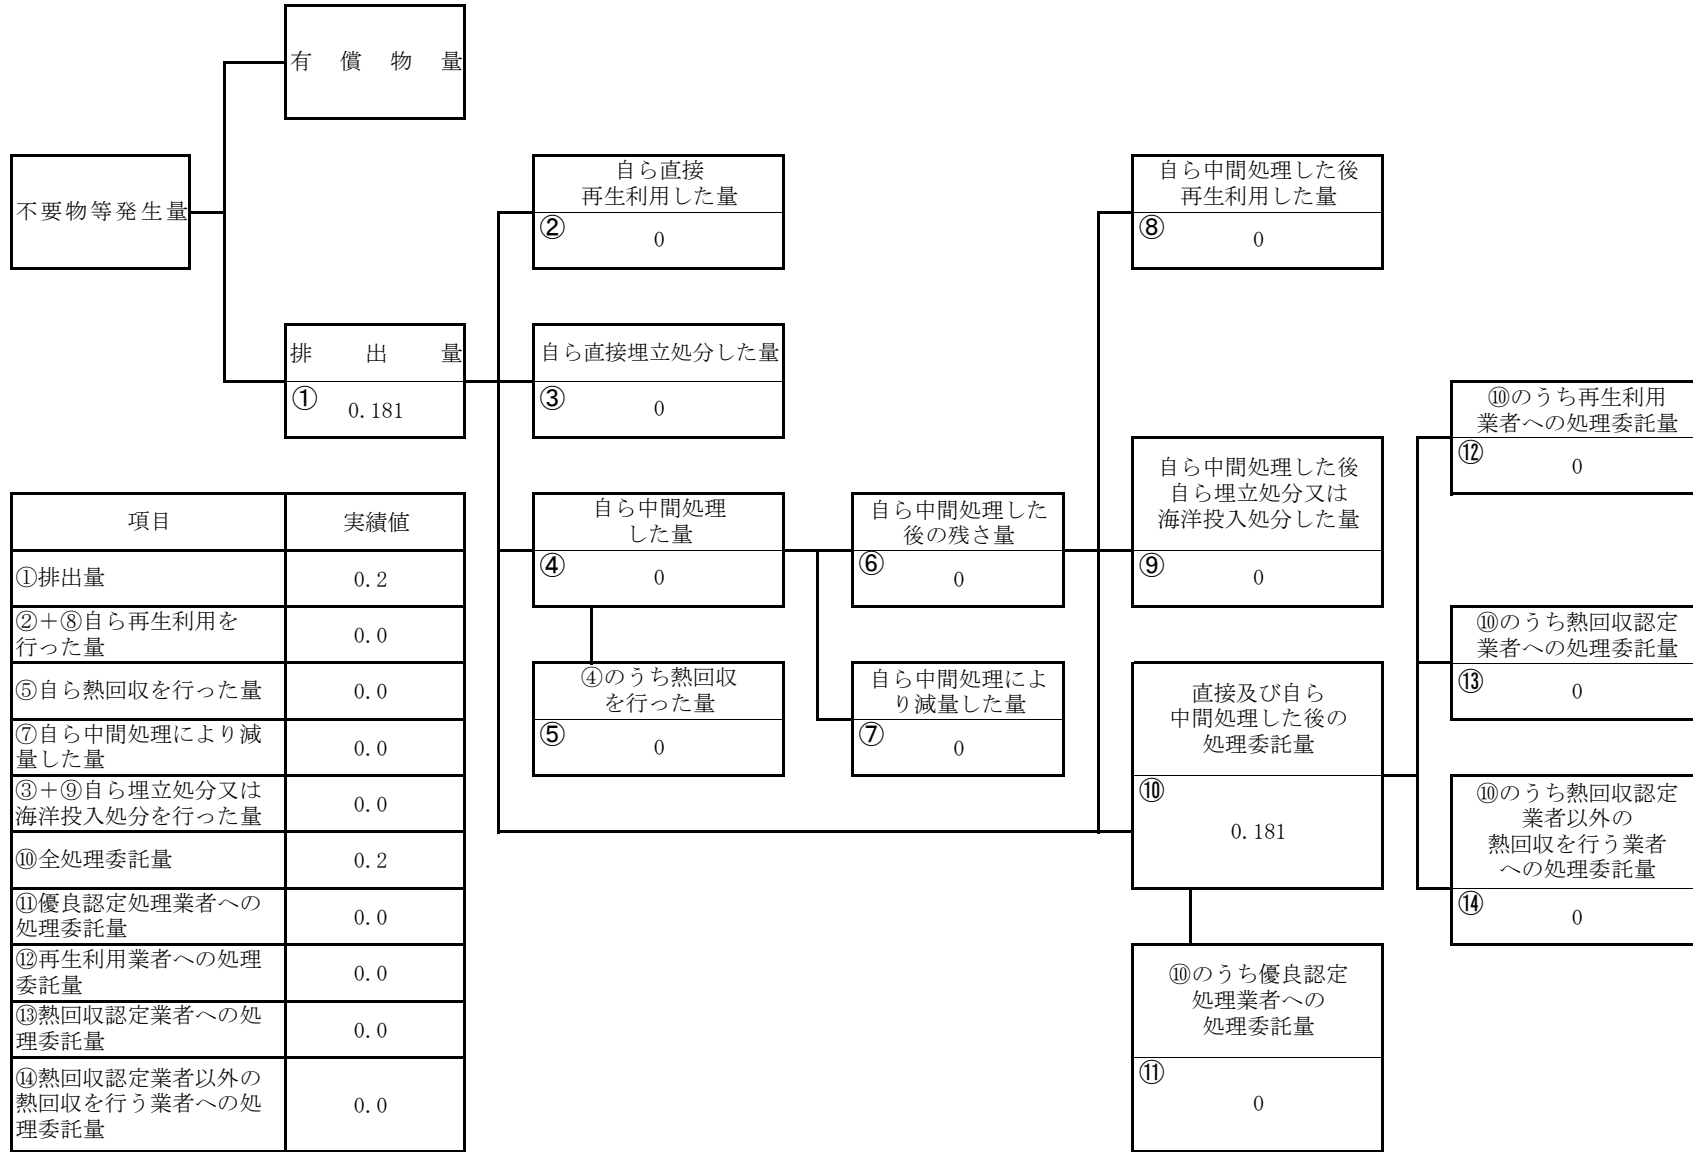 有償物量
不要物等発生量
自ら直接
再生利用した量
②
0
自ら中間処理した後
再生利用した量
⑧
0
排出量
①
0.181
自ら直接埋立処分した量
③
0
⑩のうち再生利用
業者への処理委託量
⑫
0
自ら中間処理した後
自ら埋立処分又は
海洋投入処分した量
⑨
0
自ら中間処理
した量
④
0
自ら中間処理した
後の残さ量
⑥
0
⑩のうち熱回収認定
業者への処理委託量
⑬
0
④のうち熱回収
を行った量
⑤
0
自ら中間処理によ
り減量した量
⑦
0
直接及び自ら
中間処理した後の
処理委託量
⑩
0.181
⑩のうち熱回収認定
業者以外の
熱回収を行う業者
への処理委託量
⑭
0
⑩のうち優良認定
処理業者への
処理委託量
⑪
0
項目 実績値
①排出量 0.2
②＋⑧自ら再生利用を
行った量 0.0
⑤自ら熱回収を行った量 0.0
⑦自ら中間処理により減
量した量 0.0
③＋⑨自ら埋立処分又は
海洋投入処分を行った量 0.0
⑩全処理委託量 0.2
⑪優良認定処理業者への
処理委託量 0.0
⑫再生利用業者への処理
委託量 0.0
⑬熱回収認定業者への処
理委託量 0.0
⑭熱回収認定業者以外の
熱回収を行う業者への処
理委託量 0.0